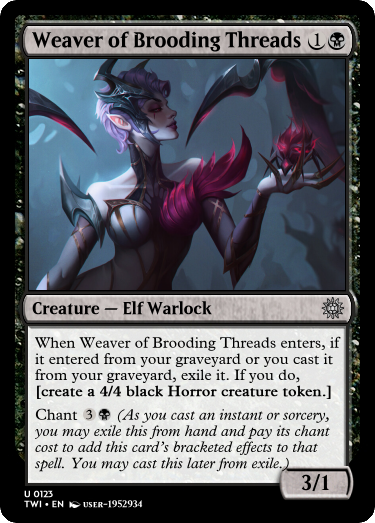 Weaver of Brooding Threads 1
Creature — Elf Warlock
When Weaver of Brooding Threads enters, if
it entered from your graveyard or you cast it
from your graveyard, exile it. If you do,
[create a 4/4 black Horror creature token.]
Chant 3 (As you cast an instant or sorcery,
you may exile this from hand and pay its chant
cost to add this card's bracketed effects to that
spell. You may cast this later from exile.)
3/1
U 0123
TWI • EN USER-1952934